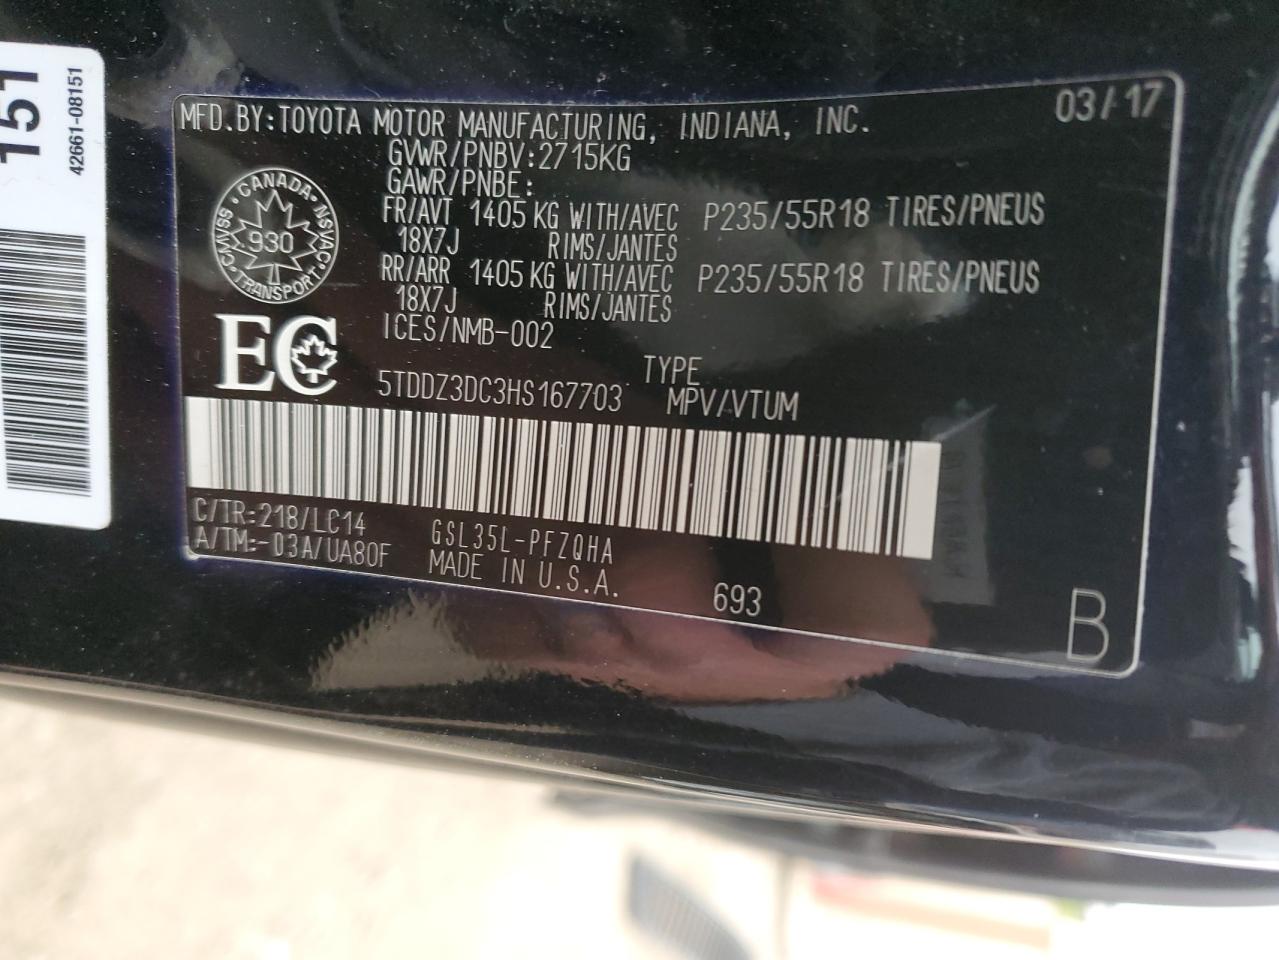 151
42661-08151
MFD.BY:TOYOTA MOTOR MANUFACTURING, INDIANA, INC. 03/17
GVWR/PNBV:2715KG
GAWR/PNBE:
FR/AVT 1405 KG WITH/AVEC P235/55R18 TIRES/PNEUS
18X7J RIMS/JANTES
RR/ARR 1405 KG WITH/AVEC P235/55R18 TIRES/PNEUS
18X7J RIMS/JANTES
ICES/NMB-002
CANADA
CMVSS 930 NSVAC
TRANSPORT
EC
TYPE
5TDDZ3DC3HS167703 MPV/VTUM
C/TR:218/LC14 GSL35L-PFZQHA
A/TM:-03A/UA80F MADE IN U.S.A. 693
B